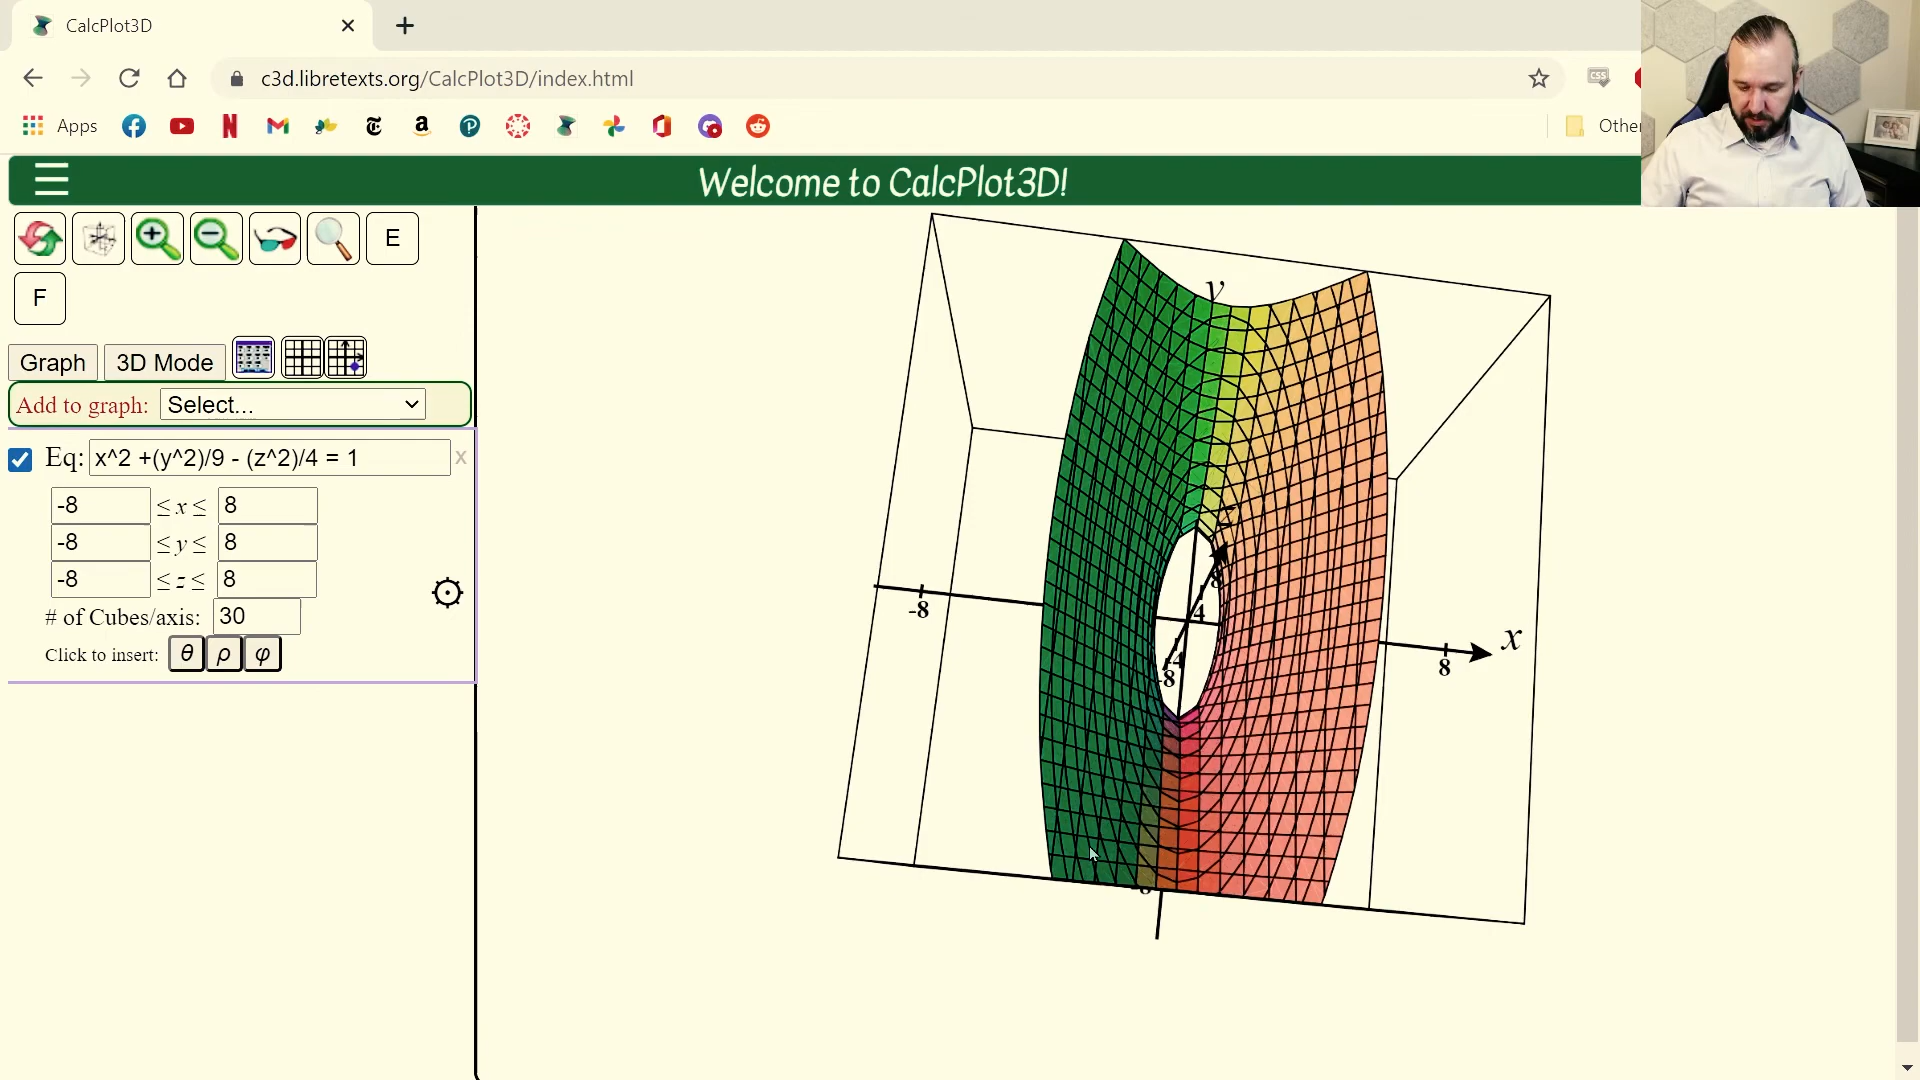 CalcPlot3D
c3d.libretexts.org/CalcPlot3D/index.html
Apps
Other
Welcome to CalcPlot3D!
E
F
Graph
3D Mode
Add to graph: Select...
Eq: x^2 +(y^2)/9 - (z^2)/4 = 1 x
-8 ≤ x ≤ 8
-8 ≤ y ≤ 8
-8 ≤ z ≤ 8
# of Cubes/axis: 30
Click to insert: θ ρ φ
y
z
8
4
-4
-8
-8
8
x
-8